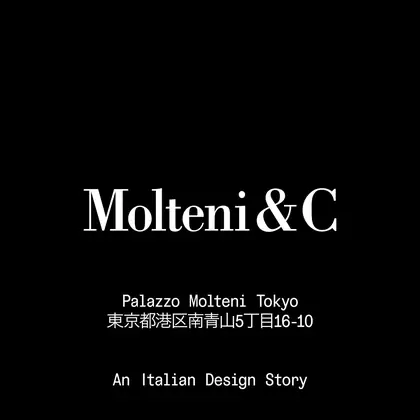 Molteni & C
Palazzo Molteni Tokyo
東京都港区南青山5丁目16-10
An Italian Design Story